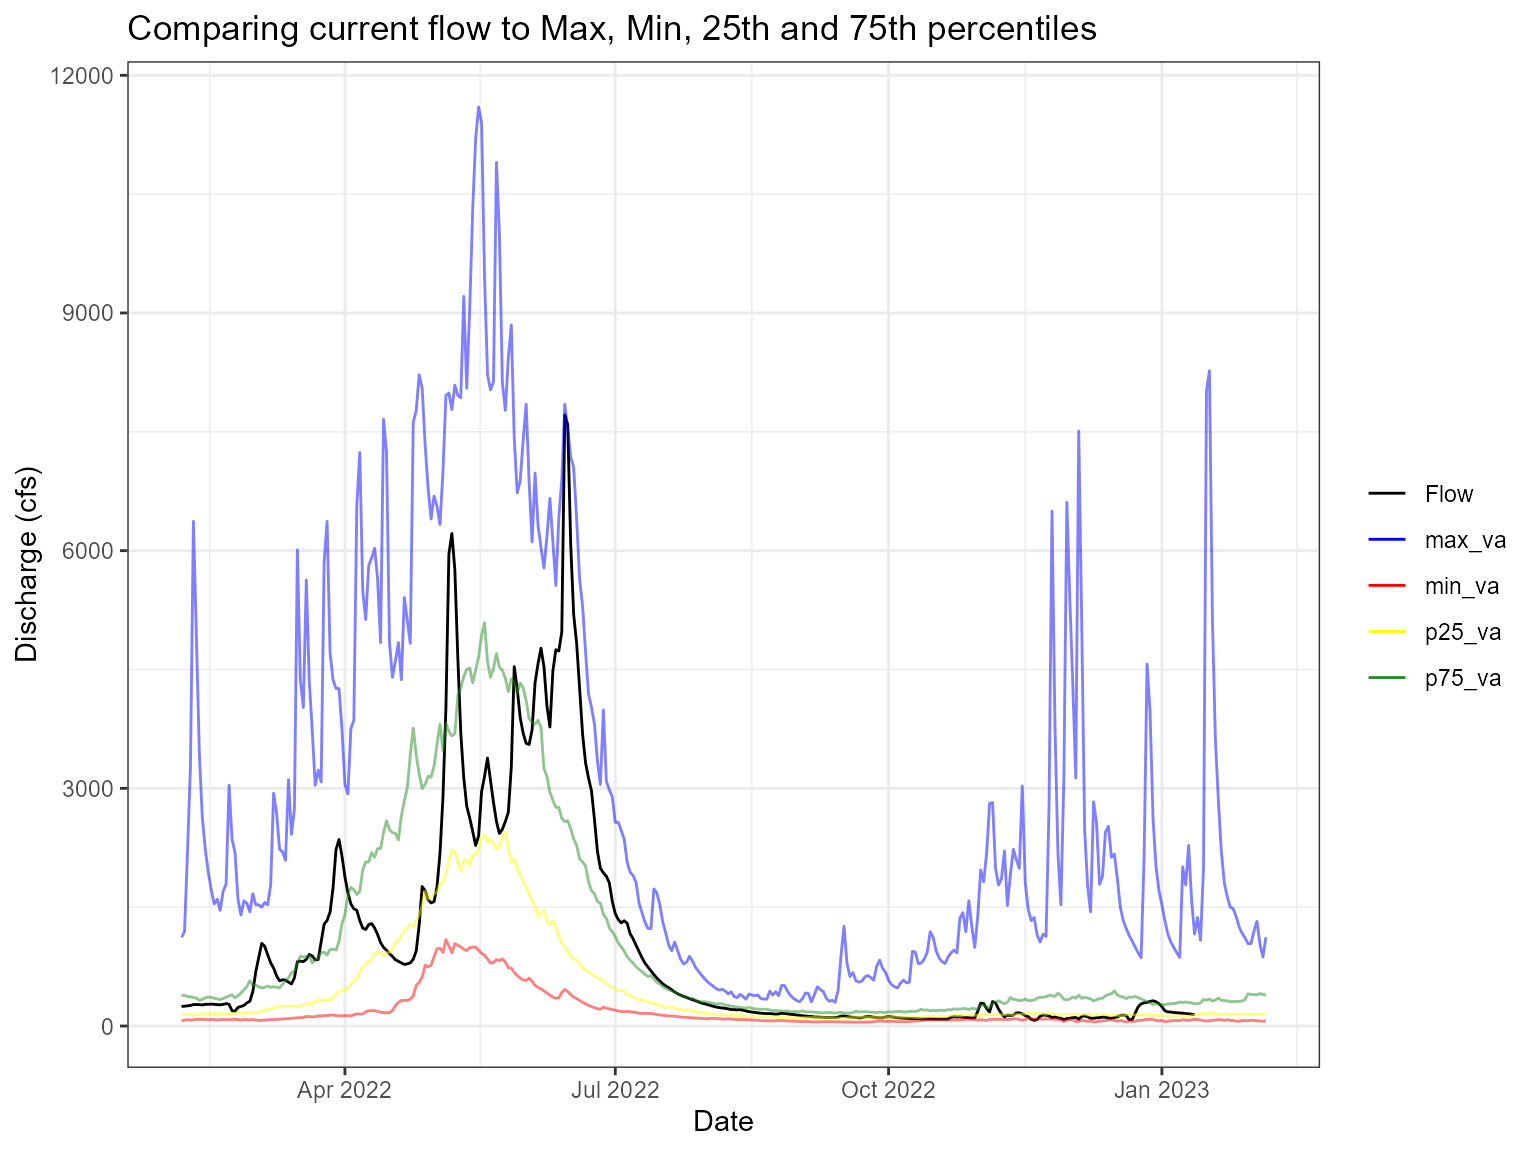 Comparing current flow to Max, Min, 25th and 75th percentiles
12000
9000
6000
3000
0
Discharge (cfs)
Apr 2022
Jul 2022
Oct 2022
Jan 2023
Date
Flow
max_va
min_va
p25_va
p75_va